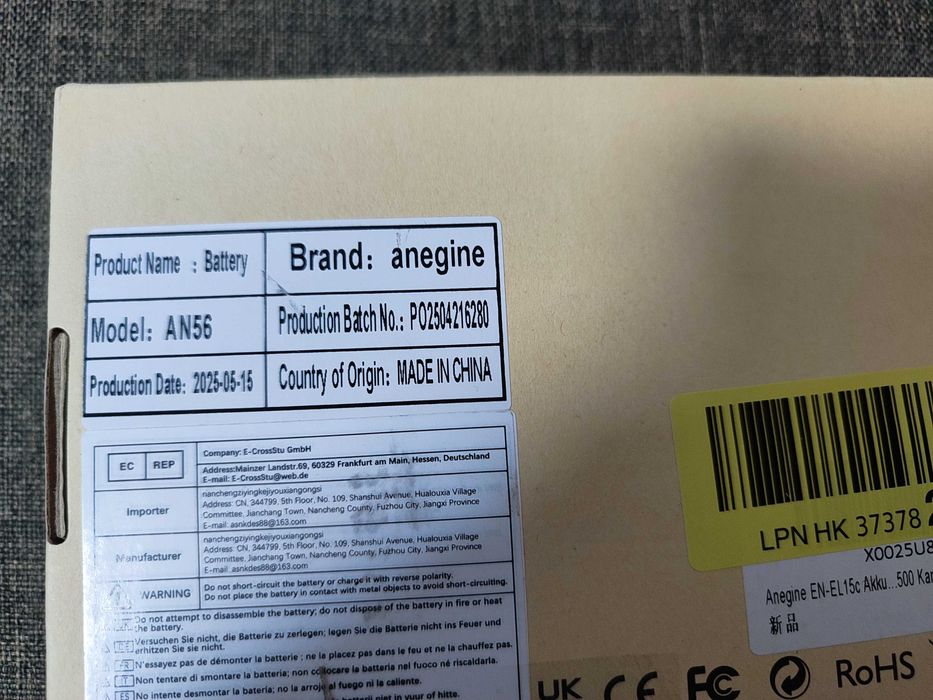 Product Name : Battery
Brand: anegine
Model: AN56
Production Batch No.: PO2504216280
Production Date: 2025-05-15
Country of Origin: MADE IN CHINA
EC REP
Company: E-CrossStu GmbH
Address:Mainzer Landstr.69, 60329 Frankfurt am Main, Hessen, Deutschland
E-mail: E-CrossStu@web.de
Importer
nanchengziyingkejiyouxiangongsi
Address: CN, 344799, 5th Floor, No. 109, Shanshui Avenue, Hualouxia Village
Committee, Jianchang Town, Nancheng County, Fuzhou City, Jiangxi Province
E-mail: asnkdes88@163.com
Manufacturer
nanchengziyingkejiyouxiangongsi
Address: CN, 344799, 5th Floor, No. 109, Shanshui Avenue, Hualouxia Village
Committee, Jianchang Town, Nancheng County, Fuzhou City, Jiangxi Province
E-mail: asnkdes88@163.com
WARNING
Do not short-circuit the battery or charge it with reverse polarity.
Do not place the battery in contact with metal objects to avoid short-circuiting.
Do not attempt to disassemble the battery; do not dispose of the battery in fire or heat
the battery.
DE Versuchen Sie nicht, die Batterie zu zerlegen; legen Sie die Batterie nicht ins Feuer und
erhitzen Sie sie nicht.
FR N'essayez pas de démonter la batterie ; ne la placez pas dans le feu et ne la chauffez pas.
IT Non tentare di smontare la batteria; non collocare la batteria nel fuoco né riscaldarla.
ES No intente desmontar la batería; no la arroje al fuego ni la caliente.
batterij niet in vuur of hitte.
LPN HK 37378
X0025U8
Anegine EN-EL15c Akku...500 Kar
新品
UK CE FC RoHS